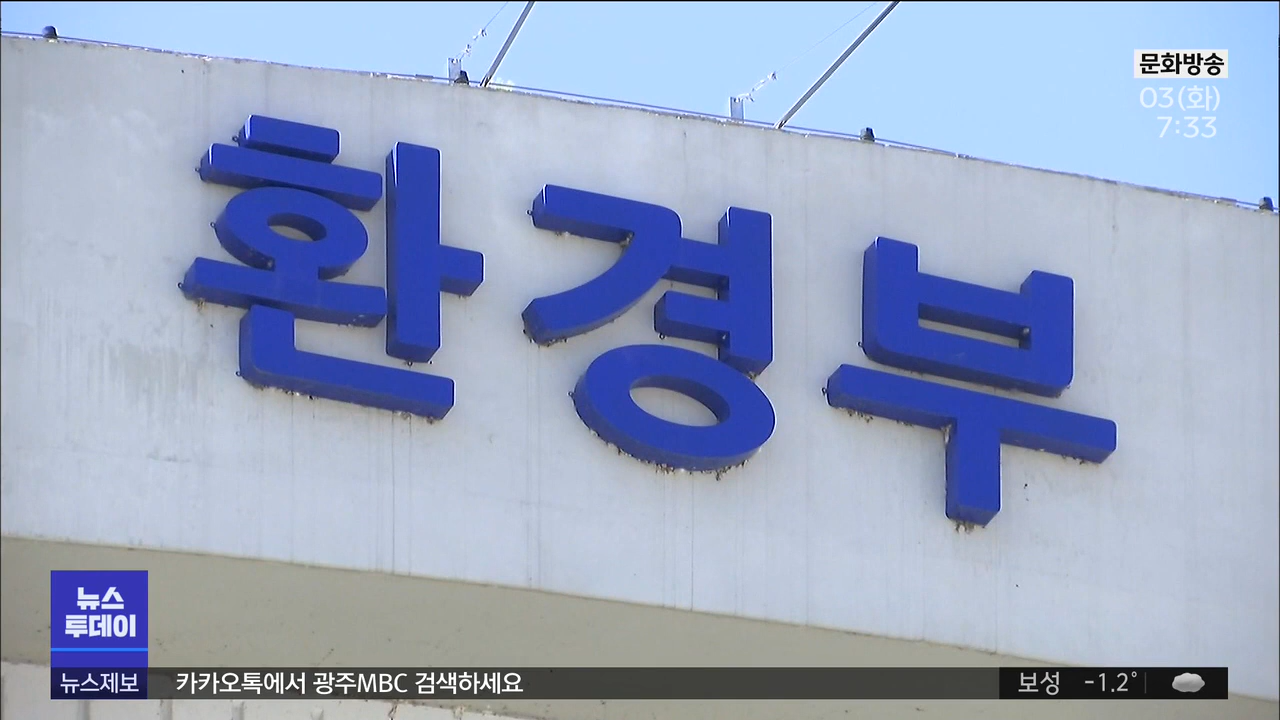 문화방송
03(화)
7:33
환경부
뉴스
투데이
뉴스제보 카카오톡에서 광주MBC 검색하세요 보성 -1.2°